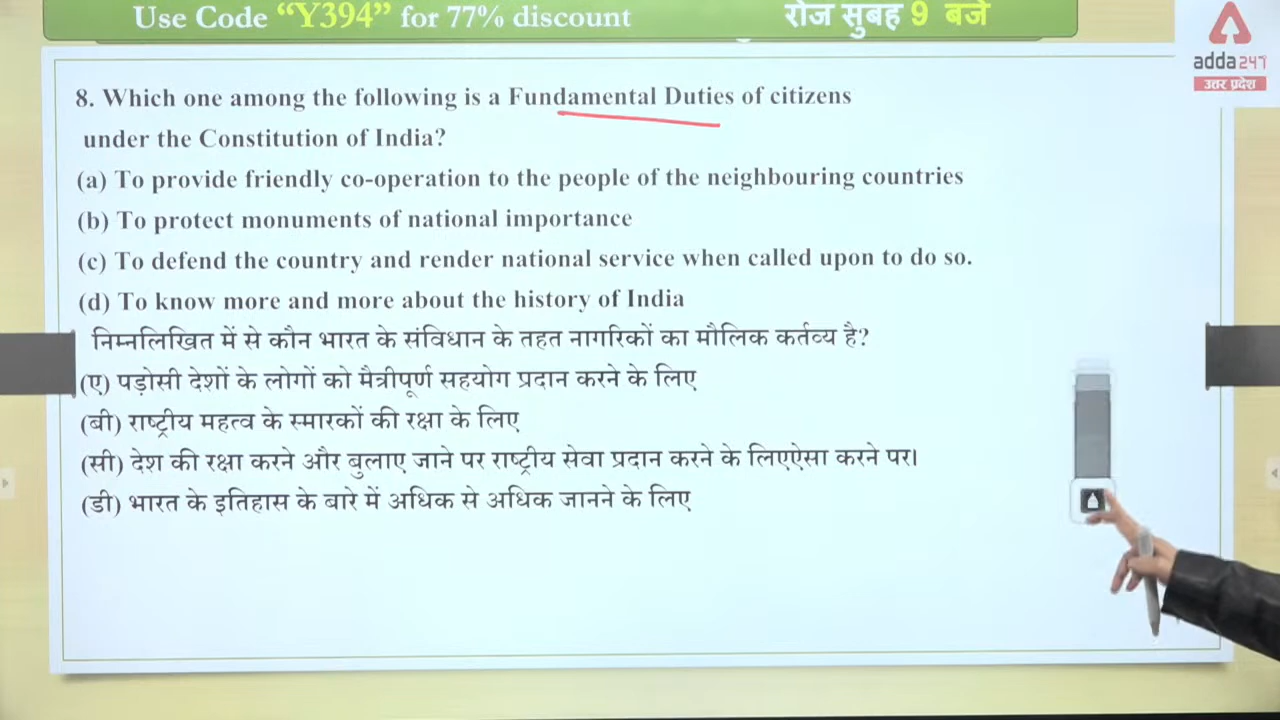 Use Code “Y394” for 77% discount
रोज सुबह 9 बजे
adda247
उत्तर प्रदेश
8. Which one among the following is a Fundamental Duties of citizens
under the Constitution of India?
(a) To provide friendly co-operation to the people of the neighbouring countries
(b) To protect monuments of national importance
(c) To defend the country and render national service when called upon to do so.
(d) To know more and more about the history of India
निम्नलिखित में से कौन भारत के संविधान के तहत नागरिकों का मौलिक कर्तव्य है?
(ए) पड़ोसी देशों के लोगों को मैत्रीपूर्ण सहयोग प्रदान करने के लिए
(बी) राष्ट्रीय महत्व के स्मारकों की रक्षा के लिए
(सी) देश की रक्षा करने और बुलाए जाने पर राष्ट्रीय सेवा प्रदान करने के लिएऐसा करने पर।
(डी) भारत के इतिहास के बारे में अधिक से अधिक जानने के लिए